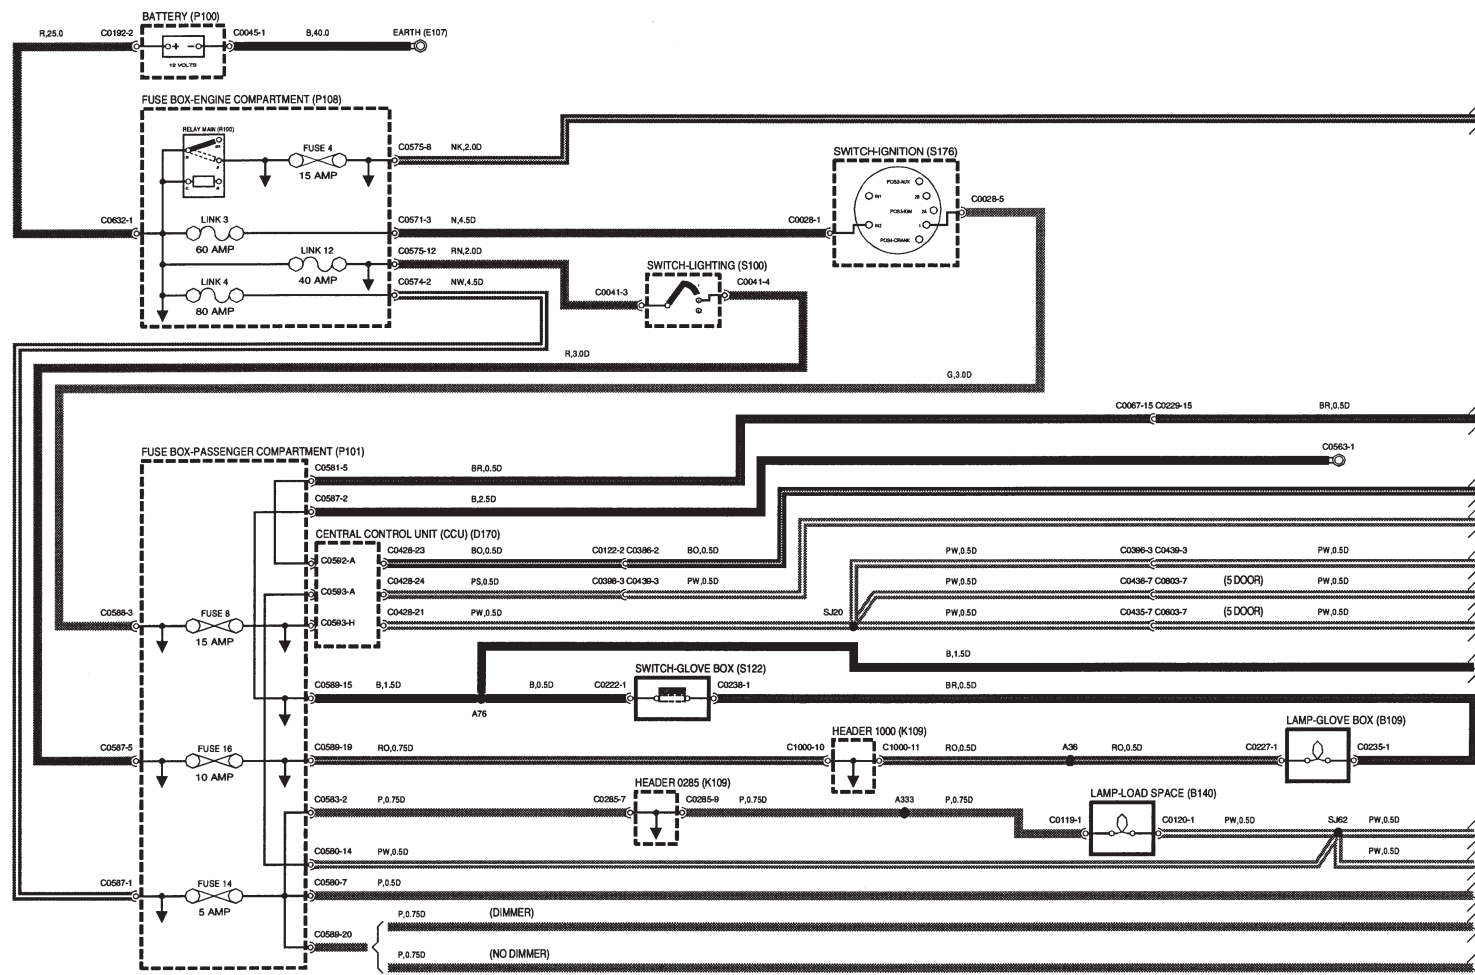 BATTERY (P100)
R,25.0
C0192-2
C0045-1
B,40.0
EARTH (E107)
+ -
12 VOLTS
FUSE BOX-ENGINE COMPARTMENT (P108)
RELAY MAIN (R100)
FUSE 4
15 AMP
C0575-8
NK,2.0D
SWITCH-IGNITION (S176)
POS2-AUX
IN1
2B
POS3-IGN
2A
IN2
1
POS4-CRANK
C0028-5
C0632-1
LINK 3
60 AMP
C0571-3
N,4.5D
C0028-1
LINK 12
40 AMP
C0575-12
RN,2.0D
SWITCH-LIGHTING (S100)
C0041-3
C0041-4
LINK 4
80 AMP
C0574-2
NW,4.5D
R,3.0D
G,3.0D
C0067-15 C0229-15
BR,0.5D
FUSE BOX-PASSENGER COMPARTMENT (P101)
C0581-5
BR,0.5D
C0563-1
C0587-2
B,2.5D
CENTRAL CONTROL UNIT (CCU) (D170)
C0592-A
C0428-23
BO,0.5D
C0122-2 C0386-2
BO,0.5D
PW,0.5D
C0396-3 C0439-3
PW,0.5D
C0593-A
C0428-24
PS,0.5D
C0398-3 C0439-3
PW,0.5D
PW,0.5D
C0436-7 C0803-7
(5 DOOR)
PW,0.5D
C0588-3
FUSE 8
15 AMP
C0593-H
C0428-21
PW,0.5D
SJ20
PW,0.5D
C0435-7 C0803-7
(5 DOOR)
PW,0.5D
B,1.5D
SWITCH-GLOVE BOX (S122)
C0589-15
B,1.5D
A76
B,0.5D
C0222-1
C0238-1
BR,0.5D
LAMP-GLOVE BOX (B109)
HEADER 1000 (K109)
C0587-5
FUSE 16
10 AMP
C0589-19
RO,0.75D
C1000-10
C1000-11
RO,0.5D
A36
RO,0.5D
C0227-1
C0235-1
HEADER 0285 (K109)
C0583-2
P,0.75D
C0285-7
C0285-9
P,0.75D
A333
P,0.75D
LAMP-LOAD SPACE (B140)
C0119-1
C0120-1
PW,0.5D
SJ62
PW,0.5D
C0580-14
PW,0.5D
PW,0.5D
C0587-1
FUSE 14
5 AMP
C0580-7
P,0.5D
P,0.75D
(DIMMER)
C0589-20
P,0.75D
(NO DIMMER)